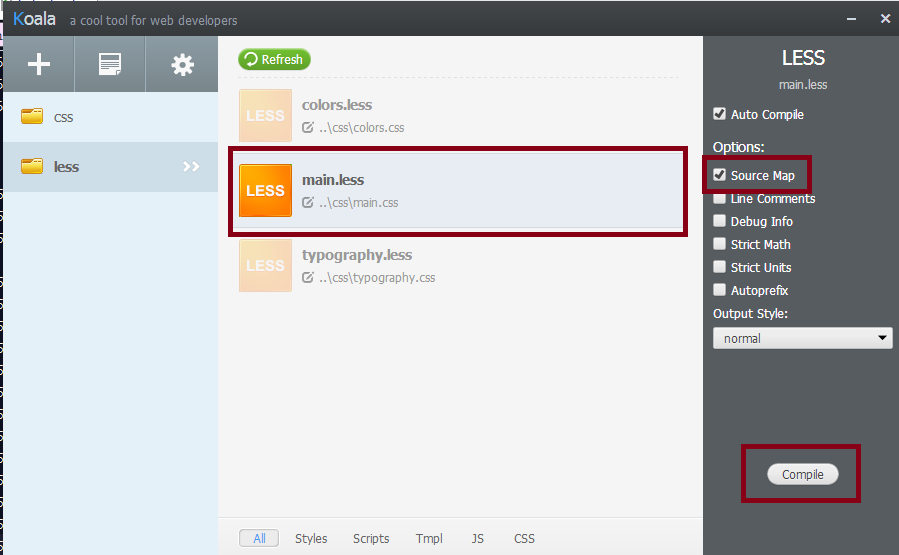 Koala a cool tool for web developers
css
less
Refresh
LESS
colors.less
..\css\colors.css
LESS
main.less
..\css\main.css
LESS
typography.less
..\css\typography.css
All Styles Scripts Tmpl JS CSS
LESS
main.less
Auto Compile
Options:
Source Map
Line Comments
Debug Info
Strict Math
Strict Units
Autoprefix
Output Style:
normal
Compile